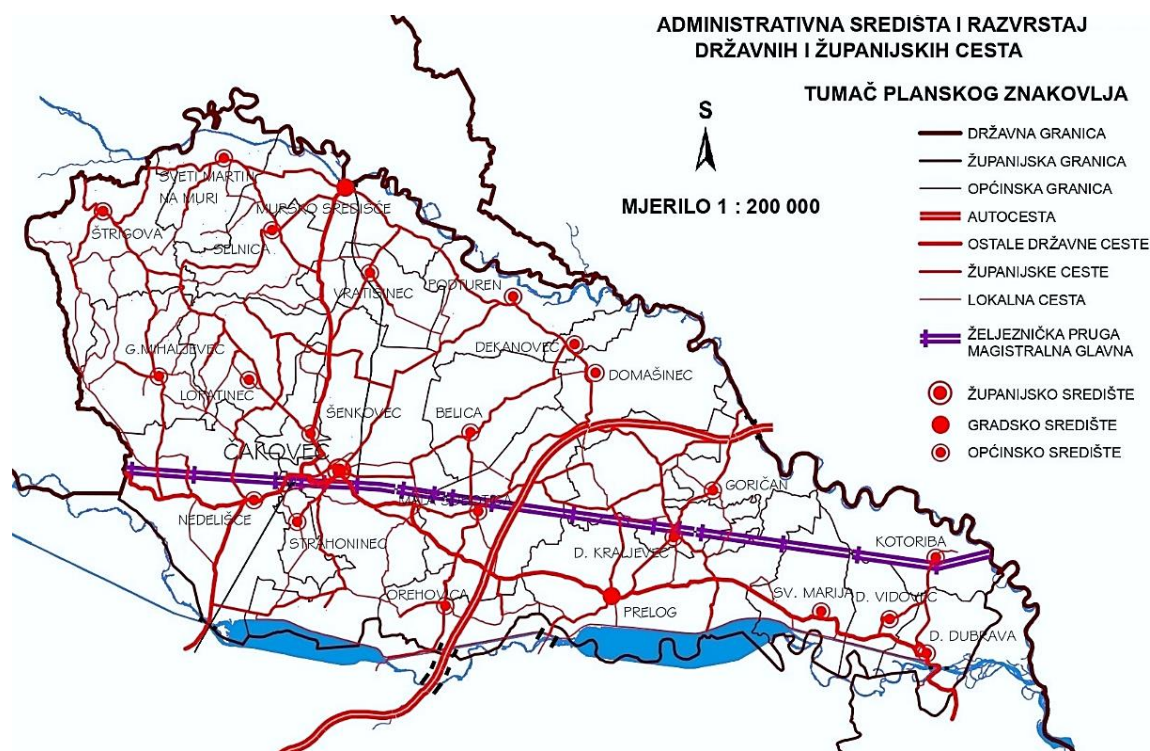 ADMINISTRATIVNA SREDIŠTA I RAZVRSTAJ
DRŽAVNIH I ŽUPANIJSKIH CESTA
TUMAČ PLANSKOG ZNAKOVLJA
S
MJERILO 1 : 200 000
DRŽAVNA GRANICA
ŽUPANIJSKA GRANICA
OPĆINSKA GRANICA
AUTOCESTA
OSTALE DRŽAVNE CESTE
ŽUPANIJSKE CESTE
LOKALNA CESTA
ŽELJEZNIČKA PRUGA
MAGISTRALNA GLAVNA
ŽUPANIJSKO SREDIŠTE
GRADSKO SREDIŠTE
OPĆINSKO SREDIŠTE
SVETI MARTIN
NA MURI
MURSKO SREDIŠĆE
ŠTRIGOVA
SELNICA
VRATISINEC
PODTUREN
DEKANOVEC
G.MIHALJEVEC
DOMAŠINEC
LOPATINEC
ŠENKOVEC
BELICA
ČAKOVEC
GORIČAN
NEDELIŠĆE
STRAHONINEC
D. KRALJEVEC
KOTORIBA
OREHOVICA
PRELOG
SV. MARIJA
D. VIDOVEC
D. DUBRAVA